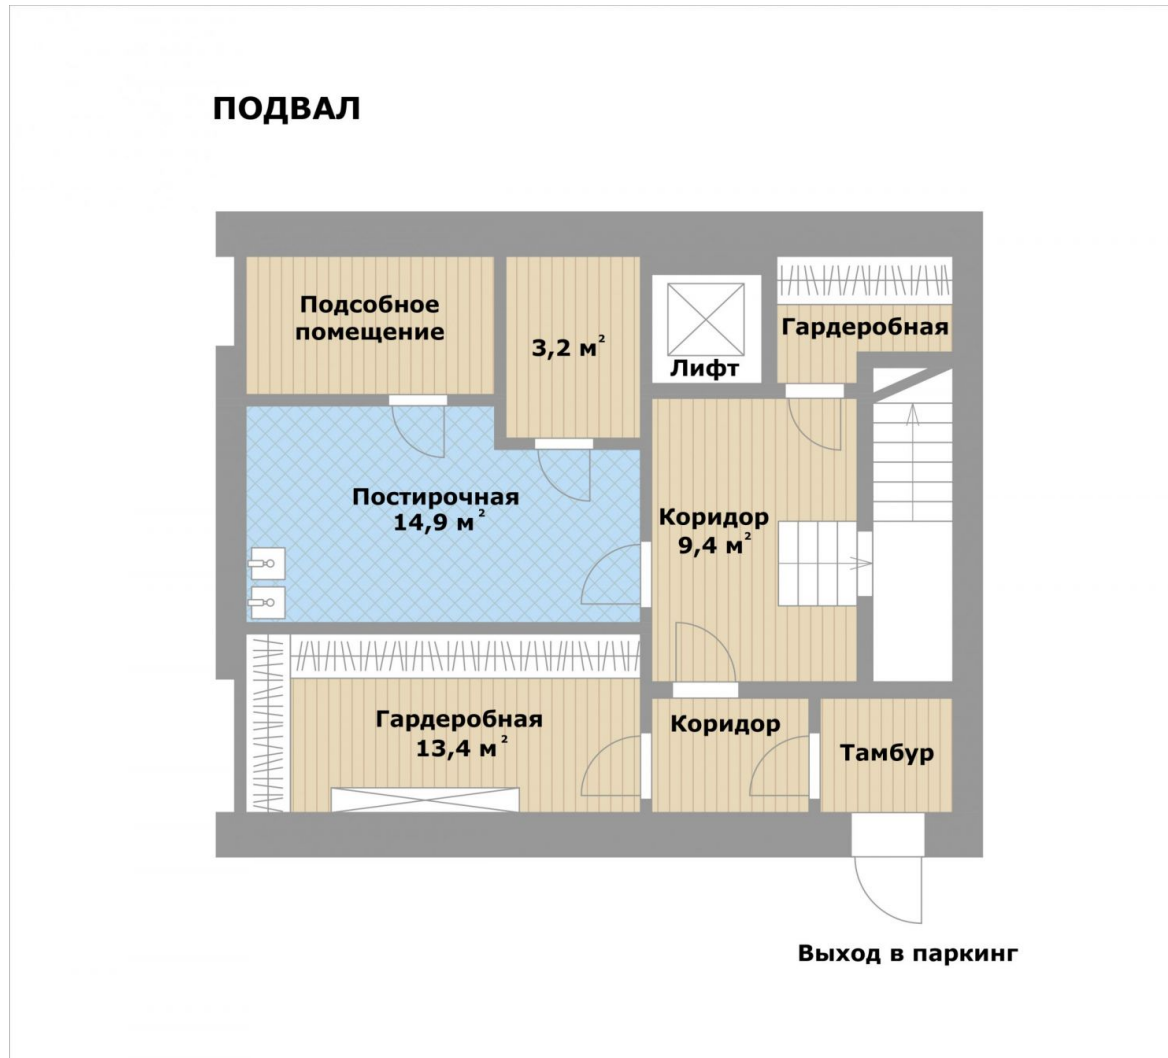 ПОДВАЛ
Подсобное
помещение
3,2 м²
Лифт
Гардеробная
Постирочная
14,9 м²
Коридор
9,4 м²
Гардеробная
13,4 м²
Коридор
Тамбур
Выход в паркинг